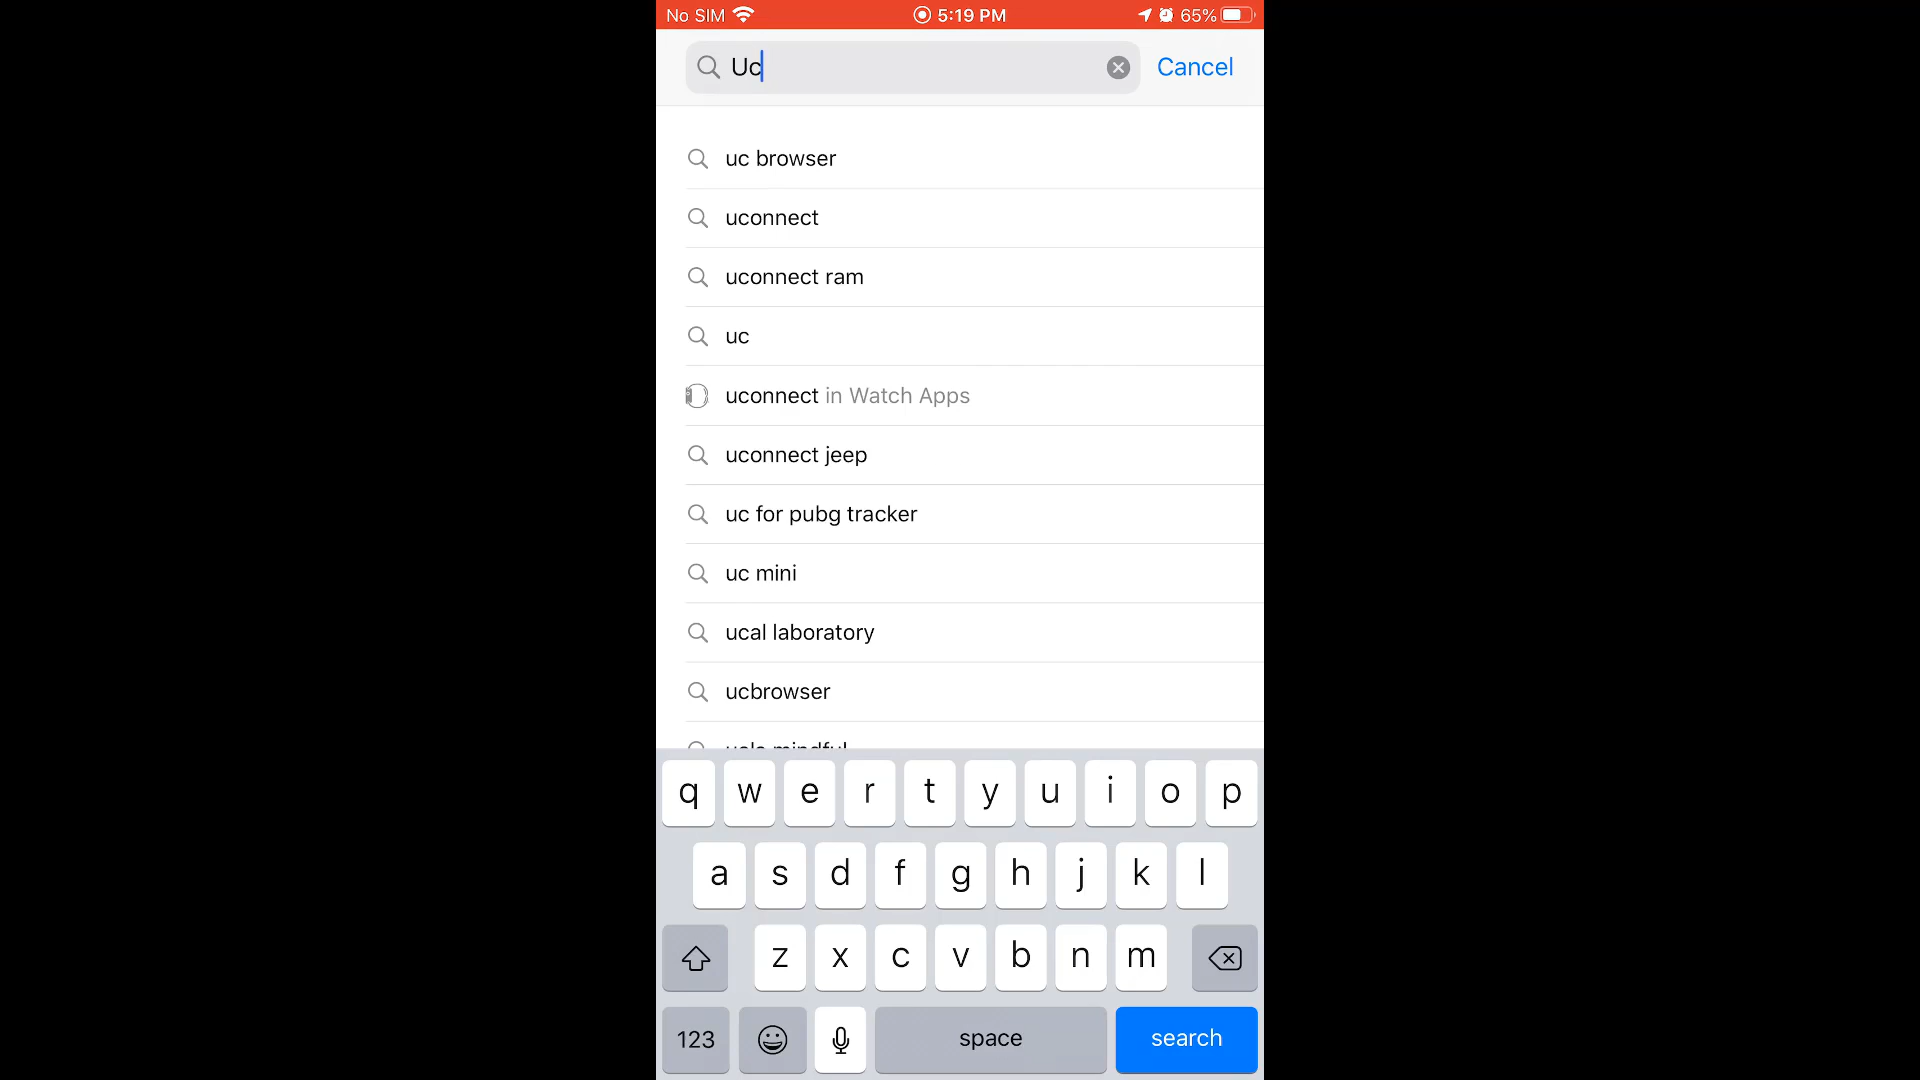 No SIM 5:19 PM 65%
Uc Cancel
uc browser
uconnect
uconnect ram
uc
uconnect in Watch Apps
uconnect jeep
uc for pubg tracker
uc mini
ucal laboratory
ucbrowser
q w e r t y u i o p
a s d f g h j k l
z x c v b n m
123 space search